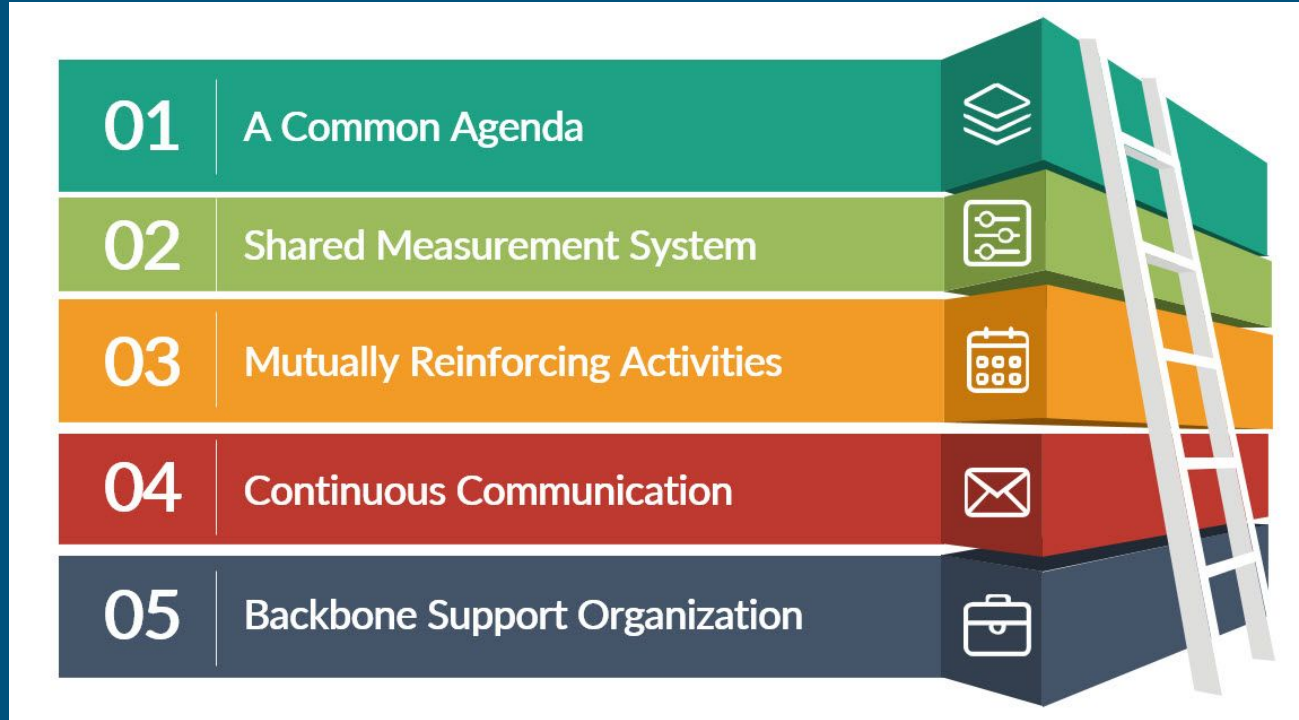 01 A Common Agenda
02 Shared Measurement System
03 Mutually Reinforcing Activities
04 Continuous Communication
05 Backbone Support Organization